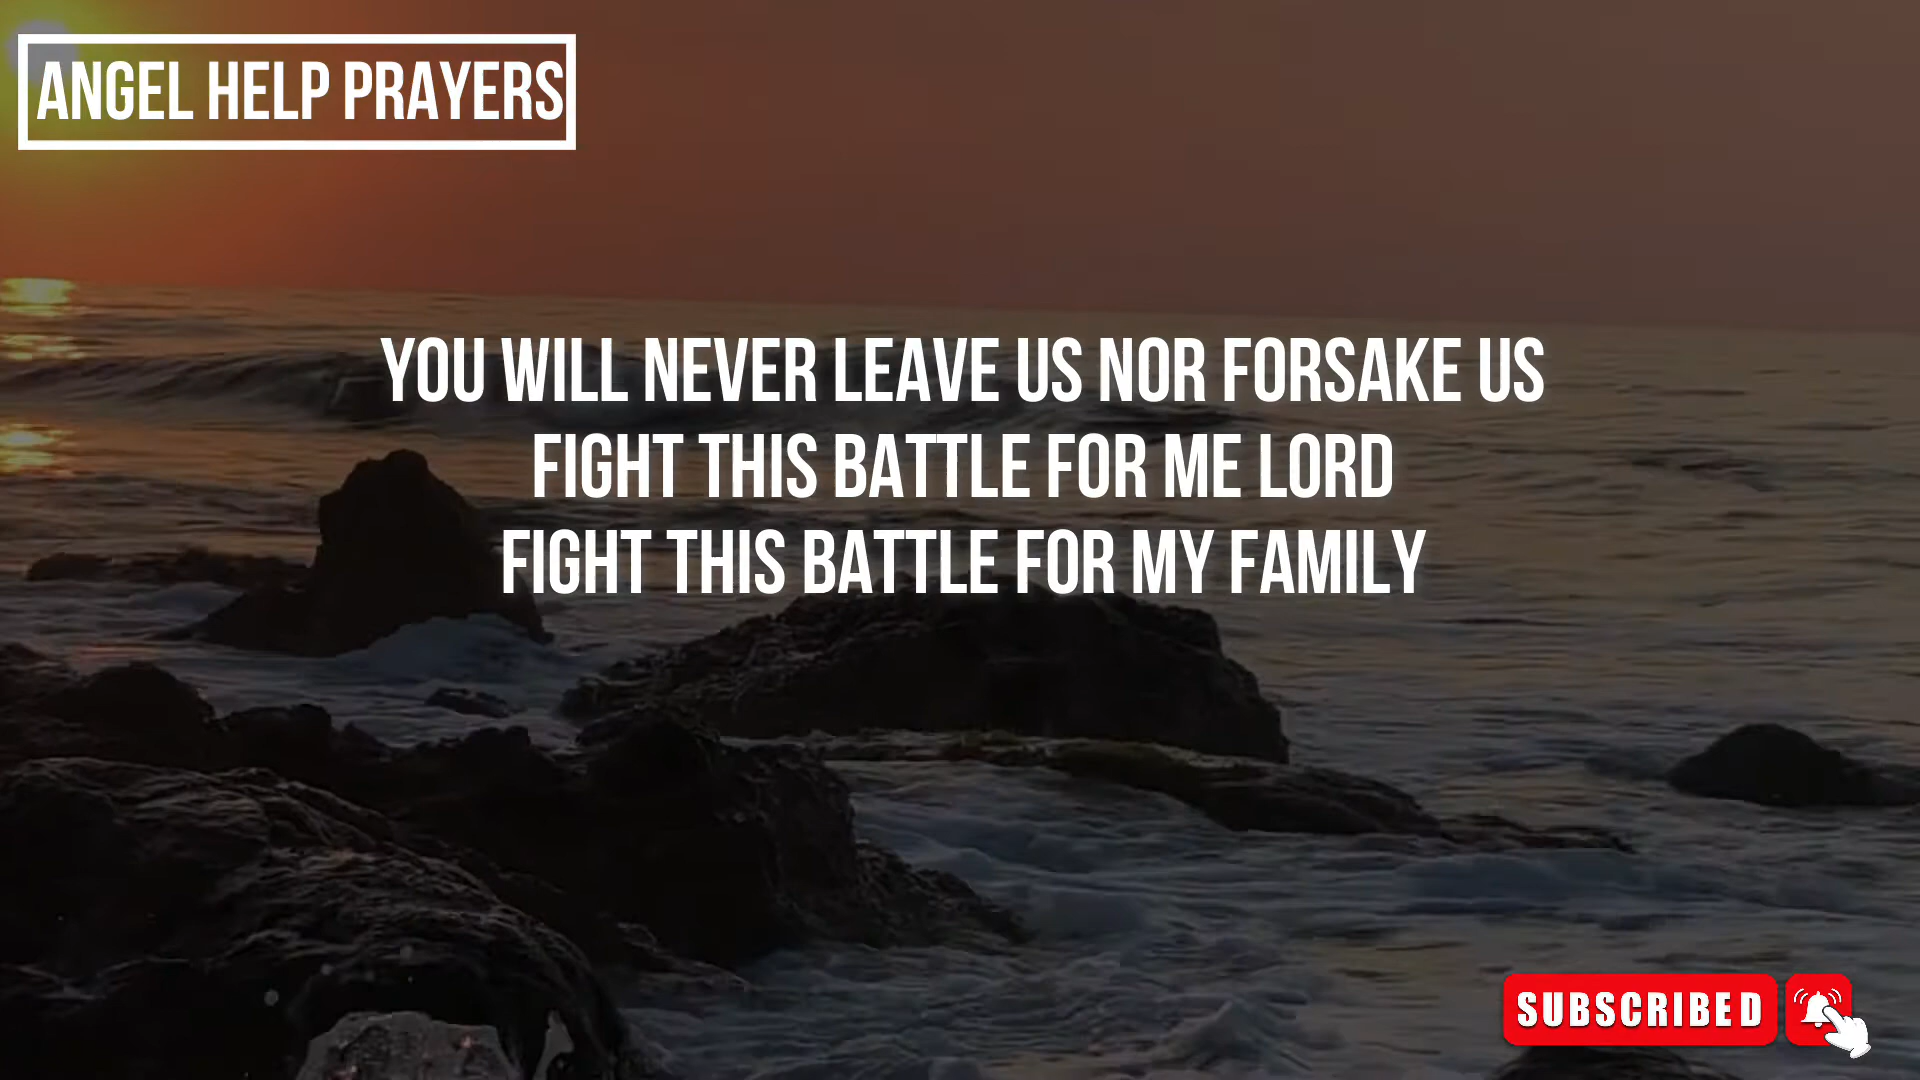 ANGEL HELP PRAYERS
YOU WILL NEVER LEAVE US NOR FORSAKE US
FIGHT THIS BATTLE FOR ME LORD
FIGHT THIS BATTLE FOR MY FAMILY
SUBSCRIBED